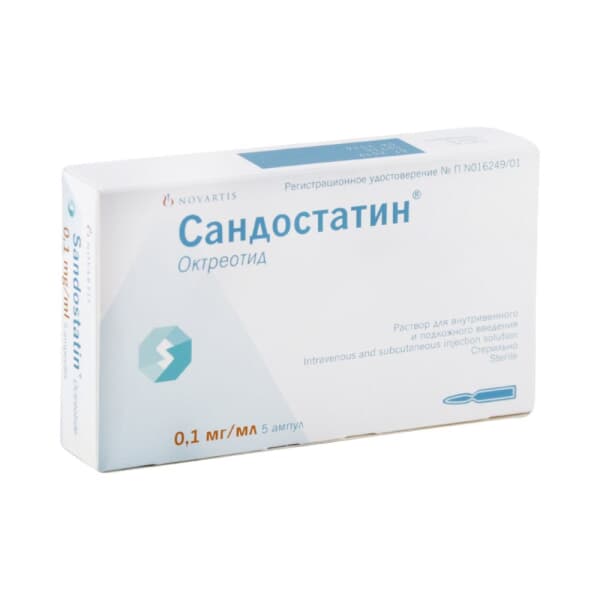 Регистрационное удостоверение № П N016249/01
NOVARTIS
Сандостатин®
Октреотид
Раствор для внутривенного
и подкожного введения
Intravenous and subcutaneous injection solution
Стерильно
Sterile
0,1 мг/мл 5 ампул
NOVARTIS
Sandostatin®
0,1 mg/ml